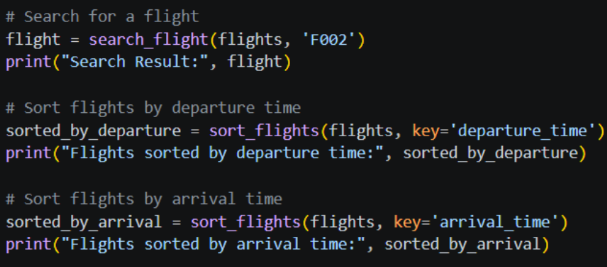 # Search for a flight
flight = search_flight(flights, 'F002')
print("Search Result:", flight)
# Sort flights by departure time
sorted_by_departure = sort_flights(flights, key='departure_time')
print("Flights sorted by departure time:", sorted_by_departure)
# Sort flights by arrival time
sorted_by_arrival = sort_flights(flights, key='arrival_time')
print("Flights sorted by arrival time:", sorted_by_arrival)